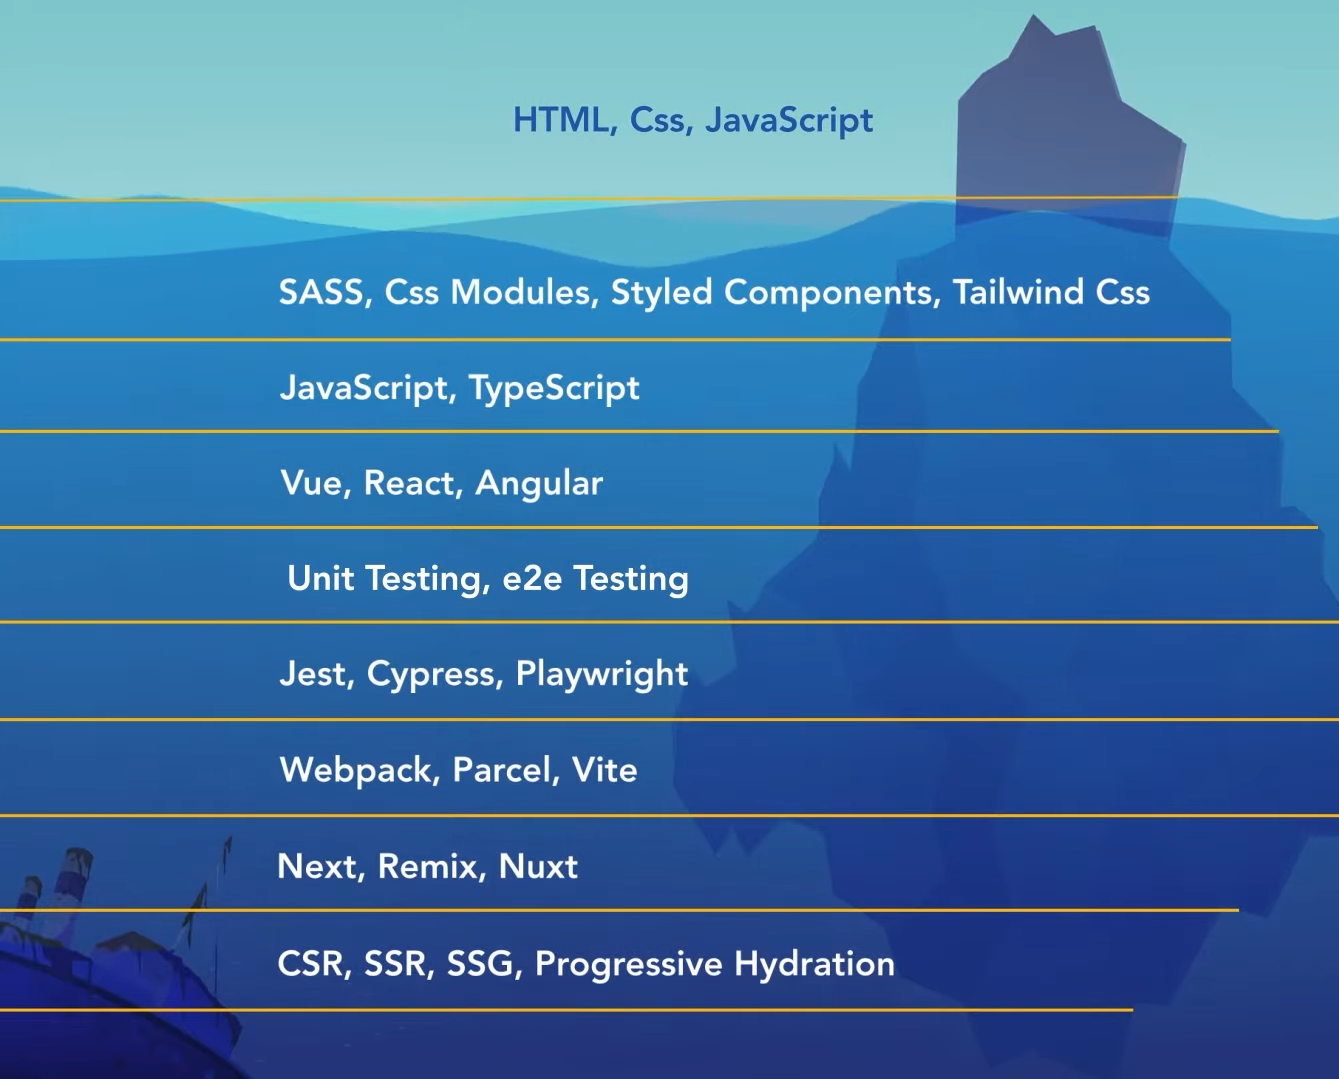 HTML, Css, JavaScript
SASS, Css Modules, Styled Components, Tailwind Css
JavaScript, TypeScript
Vue, React, Angular
Unit Testing, e2e Testing
Jest, Cypress, Playwright
Webpack, Parcel, Vite
Next, Remix, Nuxt
CSR, SSR, SSG, Progressive Hydration